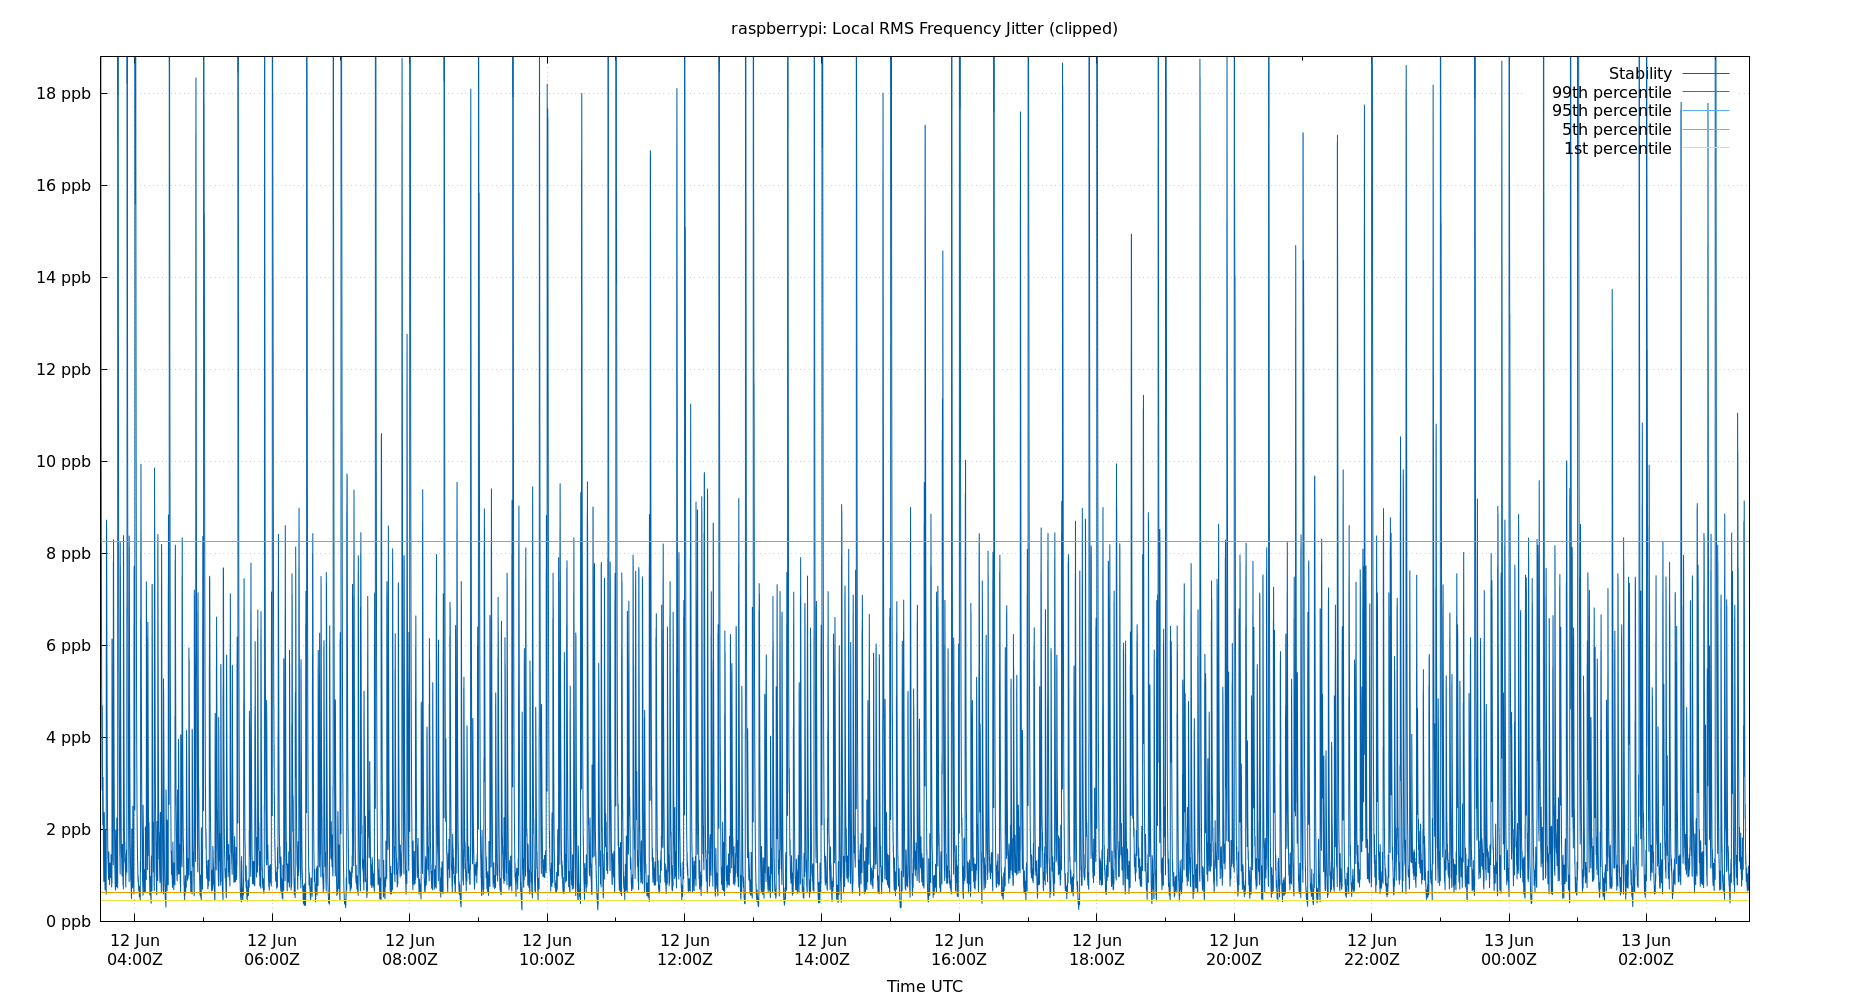 raspberrypi: Local RMS Frequency Jitter (clipped)
Stability
99th percentile
95th percentile
5th percentile
1st percentile
18 ppb
16 ppb
14 ppb
12 ppb
10 ppb
8 ppb
6 ppb
4 ppb
2 ppb
0 ppb
12 Jun 12 Jun 12 Jun 12 Jun 12 Jun 12 Jun 12 Jun 12 Jun 12 Jun 12 Jun 13 Jun 13 Jun
04:00Z 06:00Z 08:00Z 10:00Z 12:00Z 14:00Z 16:00Z 18:00Z 20:00Z 22:00Z 00:00Z 02:00Z
Time UTC